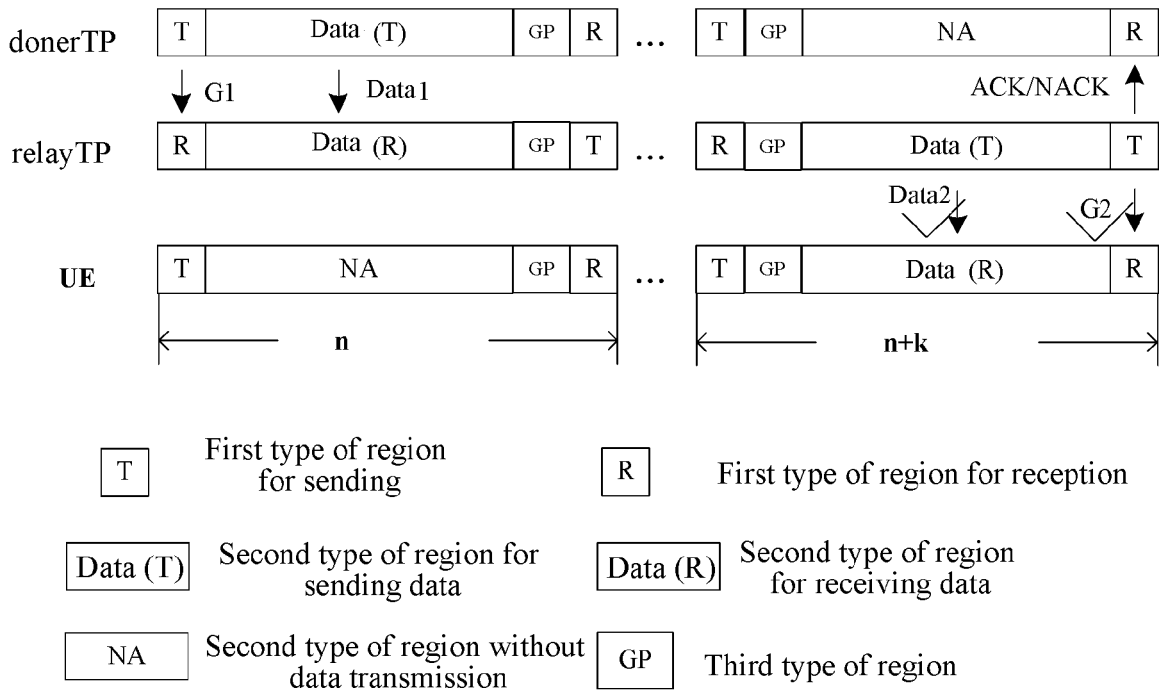 donerTP T Data (T) GP R ... T GP NA R
G1 Data1 ACK/NACK
relayTP R Data (R) GP T ... R GP Data (T) T
Data2 G2
UE T NA GP R ... T GP Data (R) R
n n+k
T First type of region for sending
R First type of region for reception
Data (T) Second type of region for sending data
Data (R) Second type of region for receiving data
NA Second type of region without data transmission
GP Third type of region